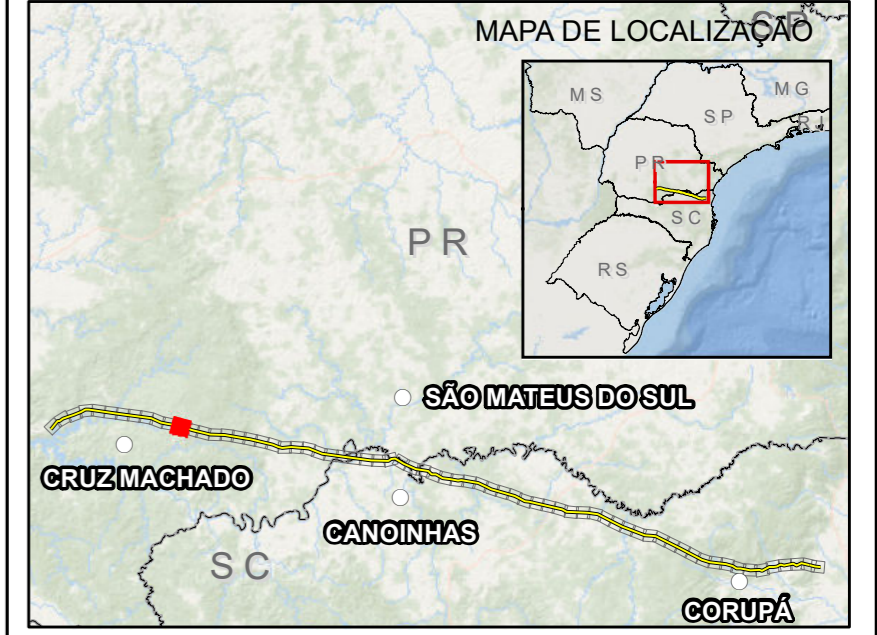 MAPA DE LOCALIZAÇÃO
MS
MG
SP
RJ
PR
SC
RS
PR
SÃO MATEUS DO SUL
CRUZ MACHADO
CANOINHAS
SC
CORUPÁ